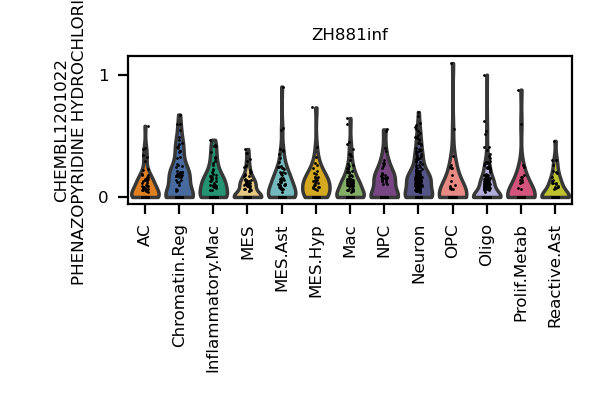 ZH881inf
CHEMBL1201022
PHENAZOPYRIDINE HYDROCHLORI
1
0
AC
Chromatin.Reg
Inflammatory.Mac
MES
MES.Ast
MES.Hyp
Mac
NPC
Neuron
OPC
Oligo
Prolif.Metab
Reactive.Ast